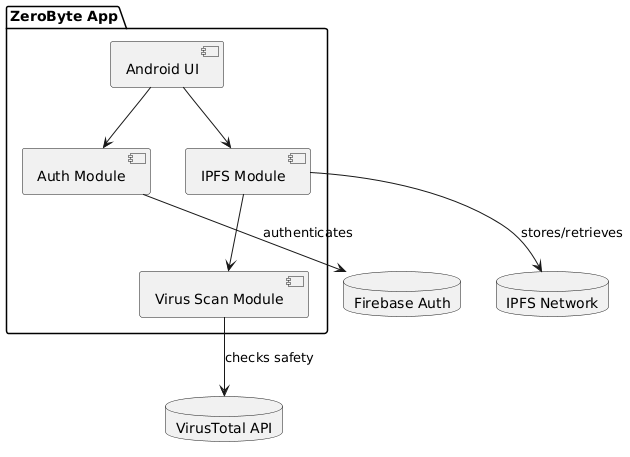 ZeroByte App
Android UI
Auth Module
IPFS Module
authenticates
stores/retrieves
Virus Scan Module
Firebase Auth
IPFS Network
checks safety
VirusTotal API